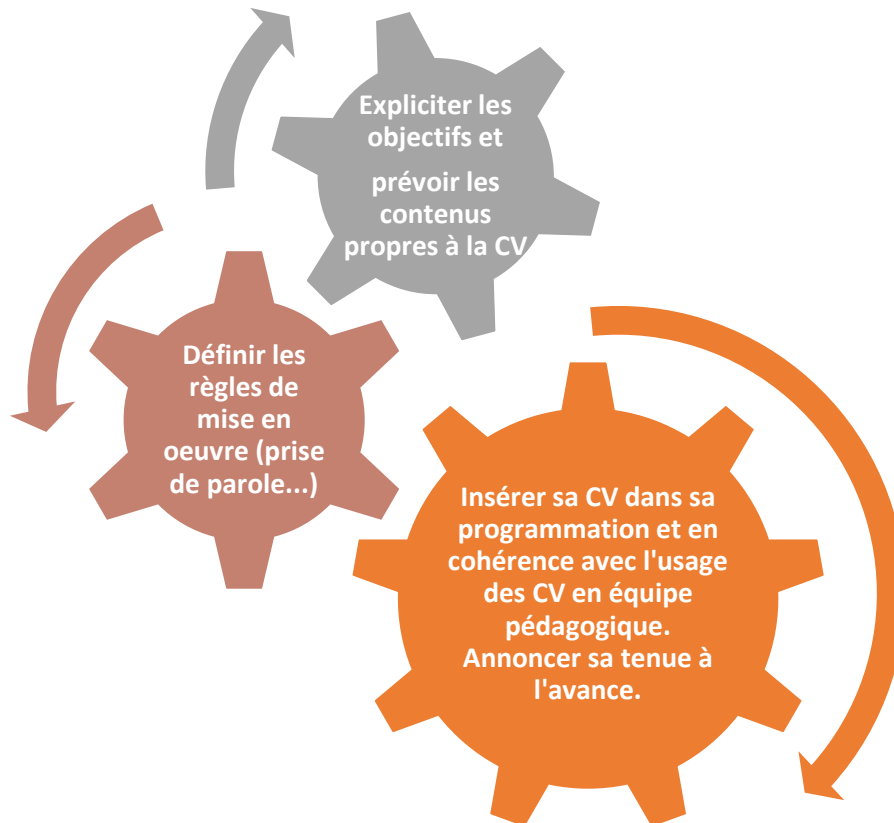 Expliciter les
objectifs et
prévoir les
contenus
propres à la CV
Définir les
règles de
mise en
oeuvre (prise
de parole...)
Insérer sa CV dans sa
programmation et en
cohérence avec l'usage
des CV en équipe
pédagogique.
Annoncer sa tenue à
l'avance.